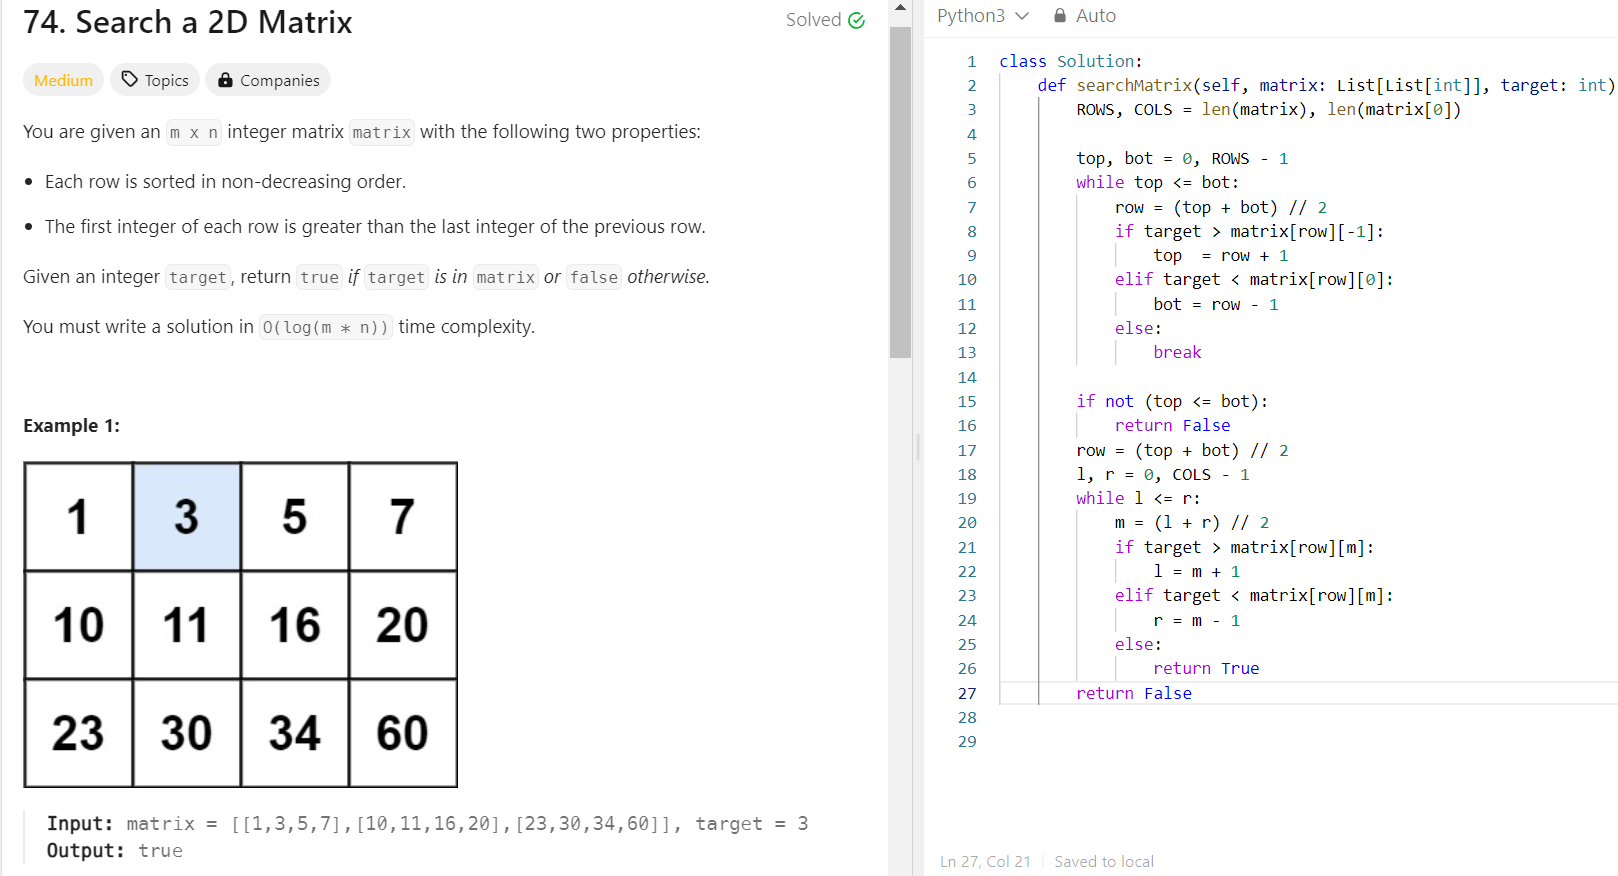 74. Search a 2D Matrix
Solved
Medium
Topics
Companies
You are given an m x n integer matrix matrix with the following two properties:
• Each row is sorted in non-decreasing order.
• The first integer of each row is greater than the last integer of the previous row.
Given an integer target, return true if target is in matrix or false otherwise.
You must write a solution in O(log(m * n)) time complexity.
Example 1:
1 3 5 7
10 11 16 20
23 30 34 60
Input: matrix = [[1,3,5,7],[10,11,16,20],[23,30,34,60]], target = 3
Output: true
Python3
Auto
1 class Solution:
2     def searchMatrix(self, matrix: List[List[int]], target: int)
3         ROWS, COLS = len(matrix), len(matrix[0])
4
5         top, bot = 0, ROWS - 1
6         while top <= bot:
7             row = (top + bot) // 2
8             if target > matrix[row][-1]:
9                 top  = row + 1
10             elif target < matrix[row][0]:
11                 bot = row - 1
12             else:
13                 break
14
15         if not (top <= bot):
16             return False
17         row = (top + bot) // 2
18         l, r = 0, COLS - 1
19         while l <= r:
20             m = (l + r) // 2
21             if target > matrix[row][m]:
22                 l = m + 1
23             elif target < matrix[row][m]:
24                 r = m - 1
25             else:
26                 return True
27         return False
28
29
Ln 27, Col 21
Saved to local